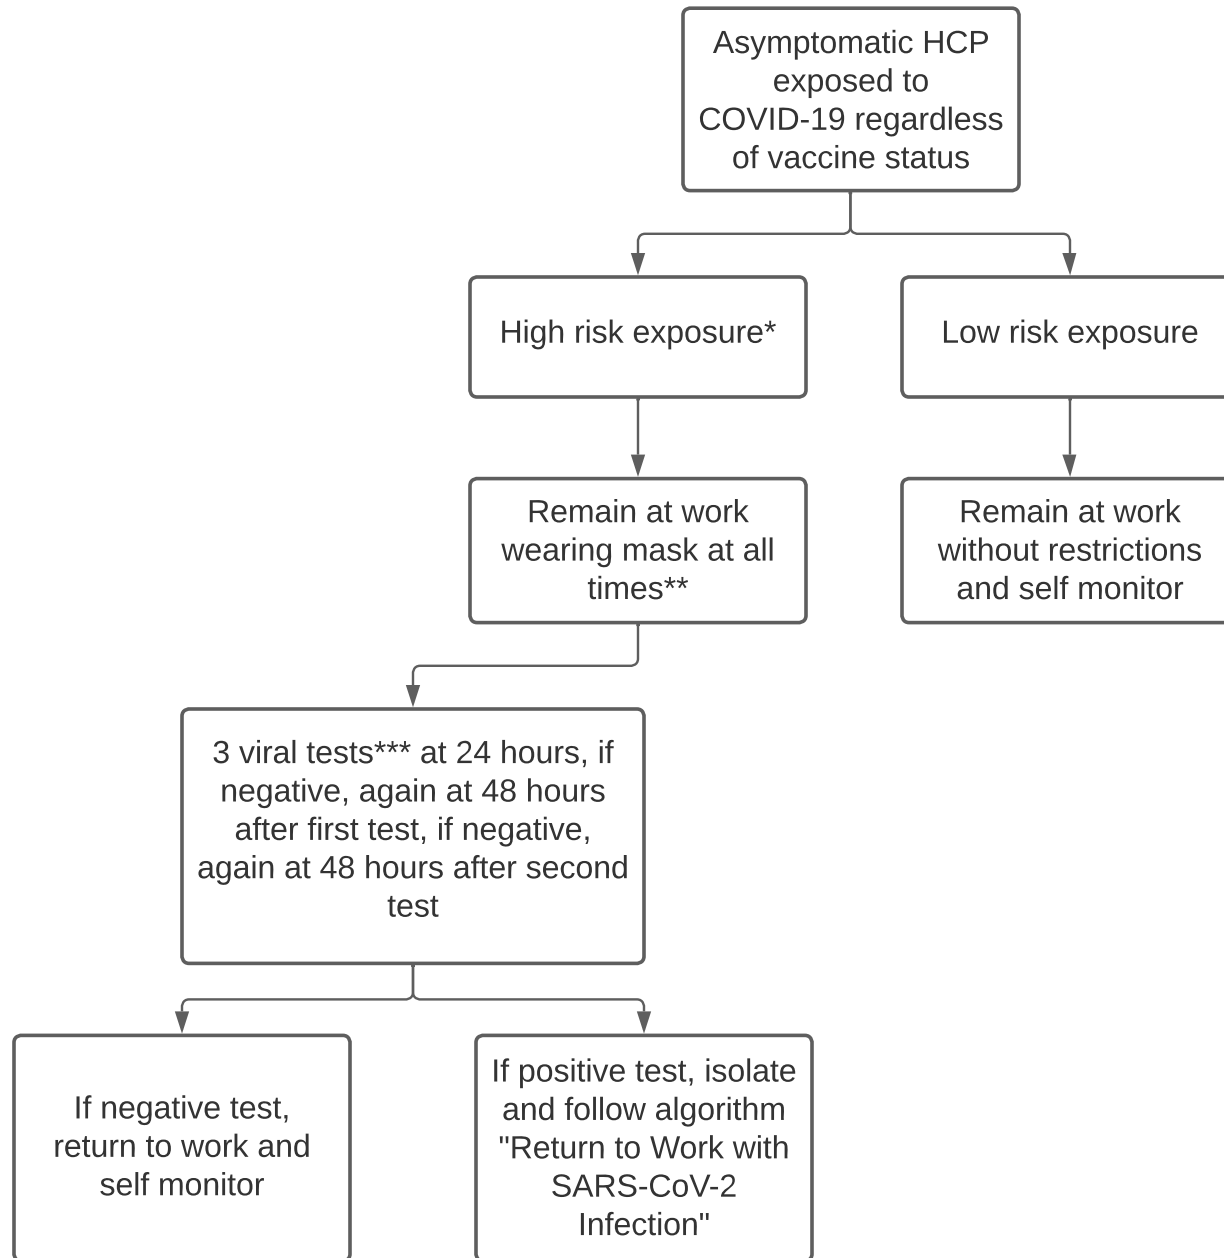 Asymptomatic HCP
exposed to
COVID-19 regardless
of vaccine status
High risk exposure*
Low risk exposure
Remain at work
wearing mask at all
times**
Remain at work
without restrictions
and self monitor
3 viral tests*** at 24 hours, if
negative, again at 48 hours
after first test, if negative,
again at 48 hours after second
test
If negative test,
return to work and
self monitor
If positive test, isolate
and follow algorithm
"Return to Work with
SARS-CoV-2
Infection"